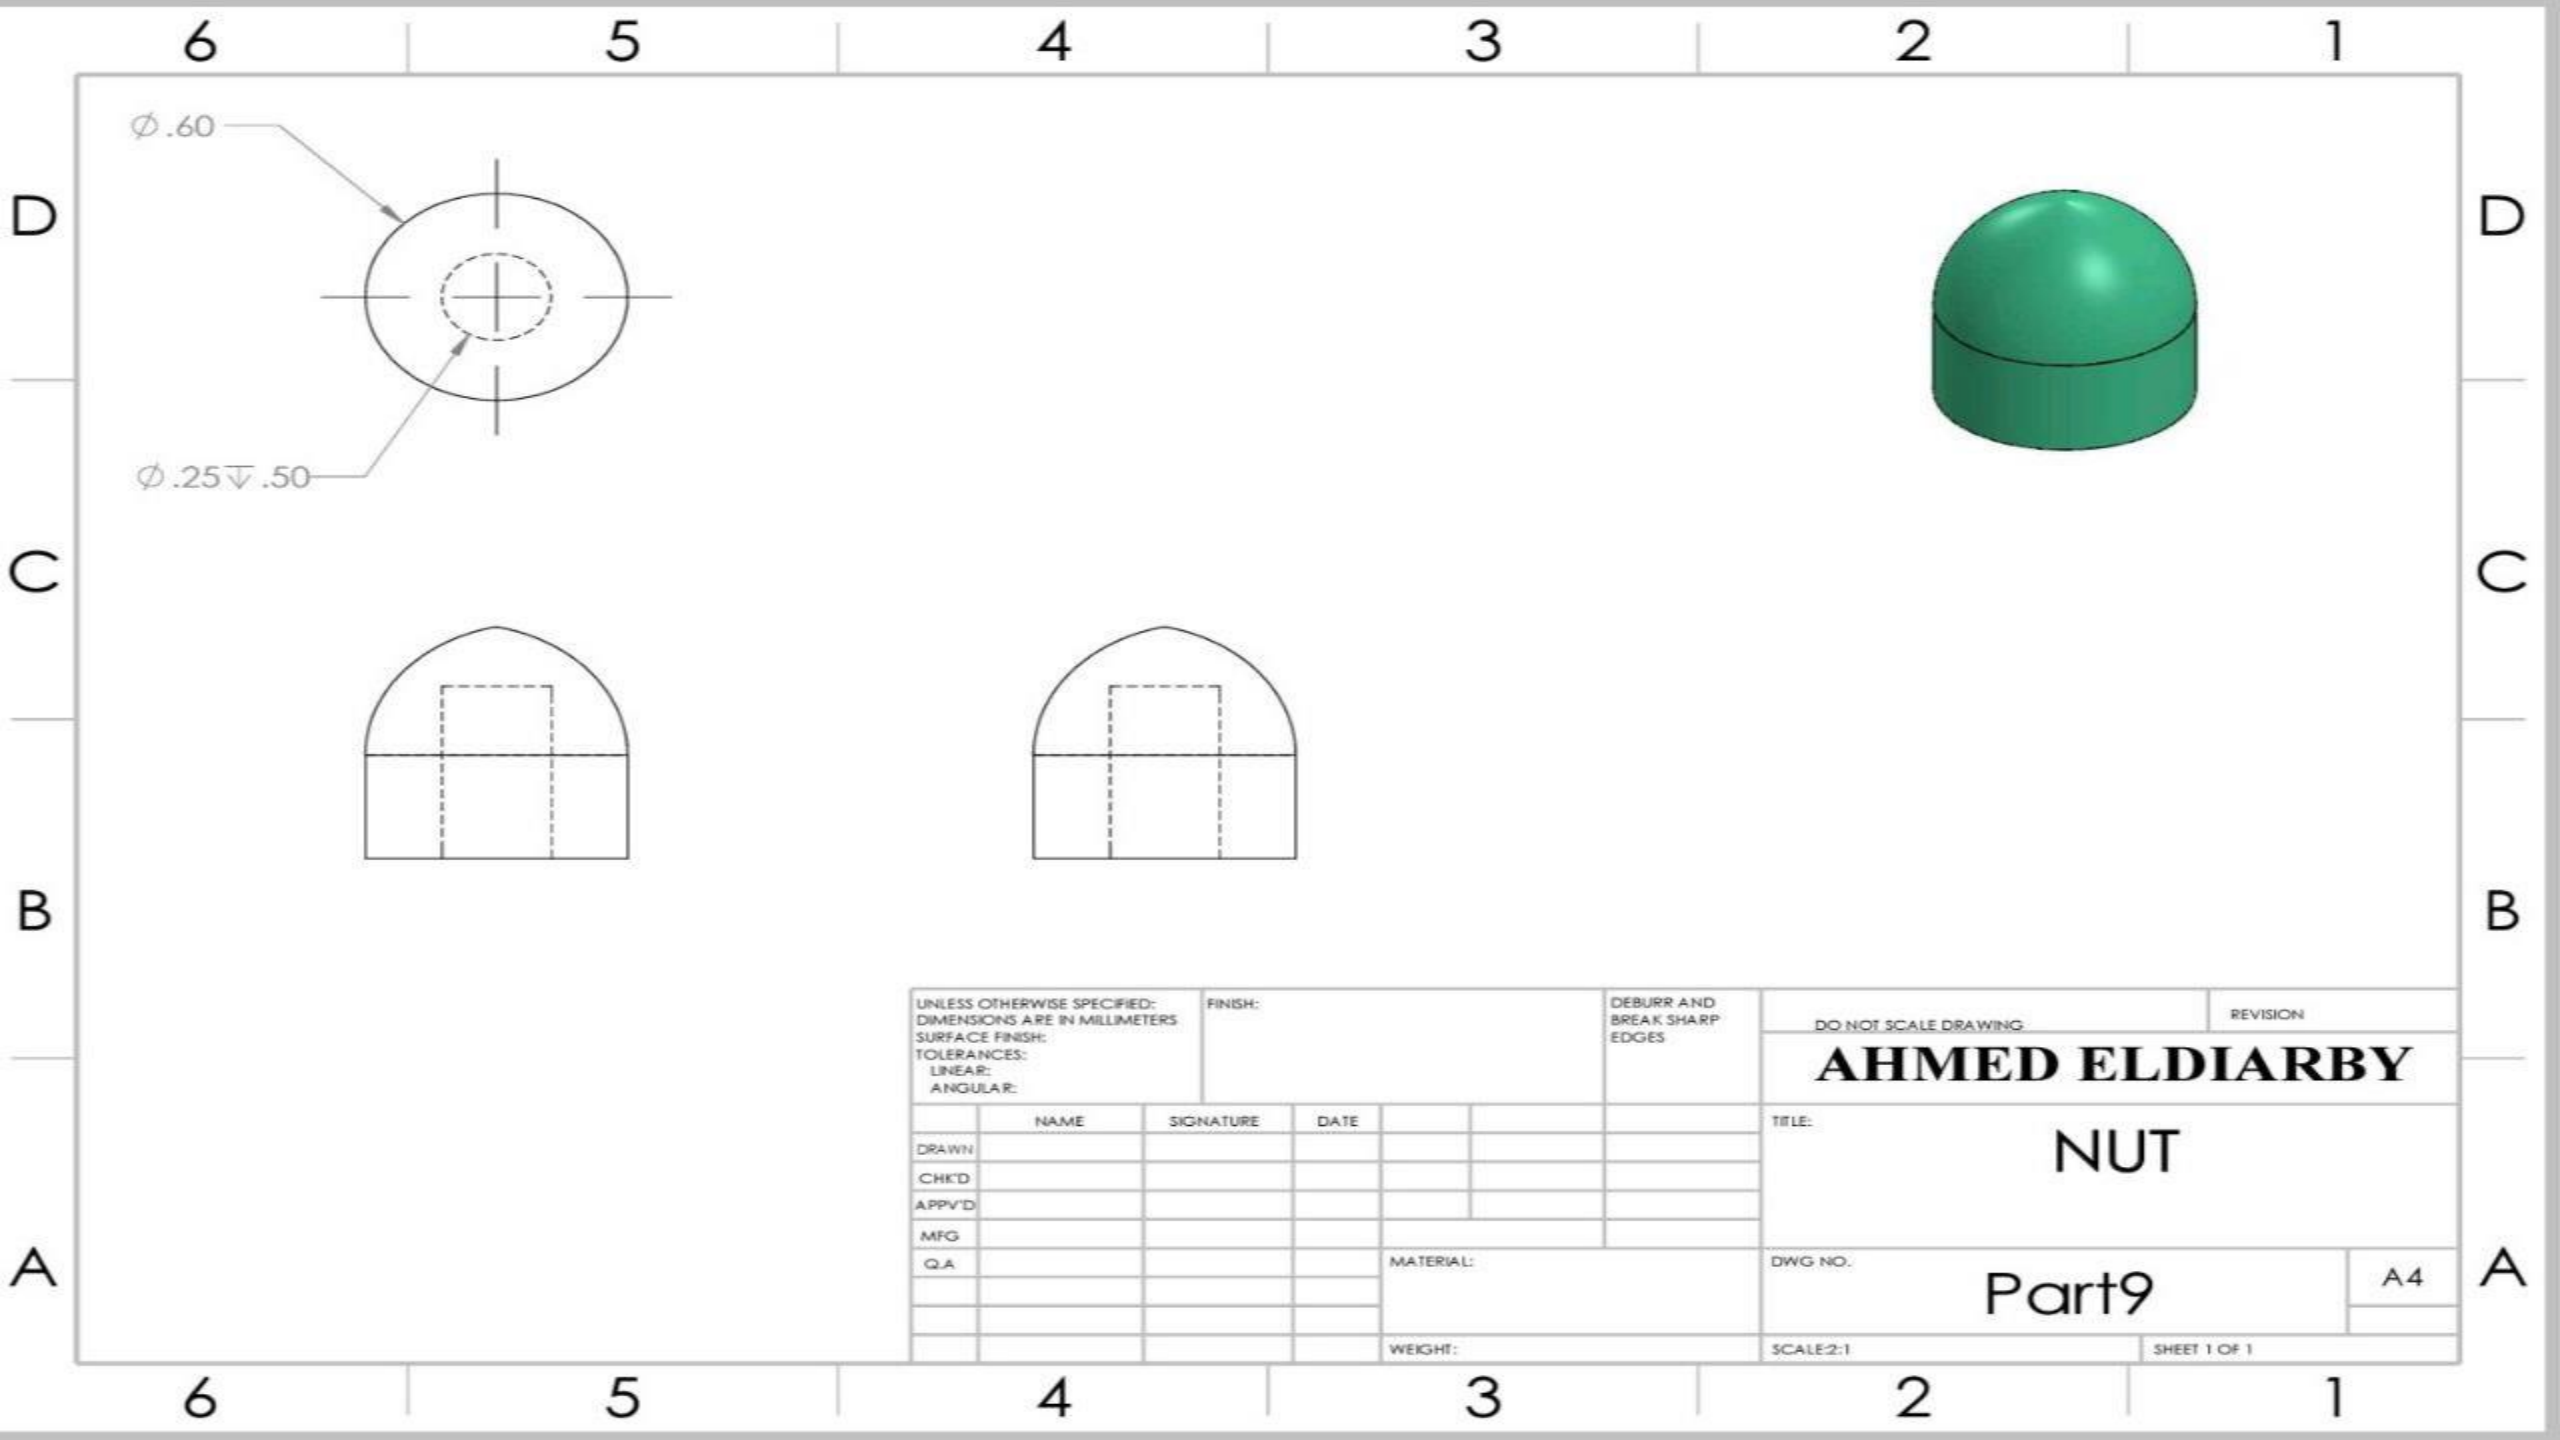 6 5 4 3 2 1
⌀.60
D D
⌀.25↧.50
C C
B B
UNLESS OTHERWISE SPECIFIED:
DIMENSIONS ARE IN MILLIMETERS
SURFACE FINISH:
TOLERANCES:
LINEAR:
ANGULAR:
FINISH:
DEBURR AND
BREAK SHARP
EDGES
DO NOT SCALE DRAWING
REVISION
AHMED ELDIARBY
NAME SIGNATURE DATE
DRAWN
CHK'D
APPV'D
MFG
Q.A
TITLE:
NUT
MATERIAL:
DWG NO.
Part9
A4
A A
WEIGHT:
SCALE:2:1
SHEET 1 OF 1
6 5 4 3 2 1